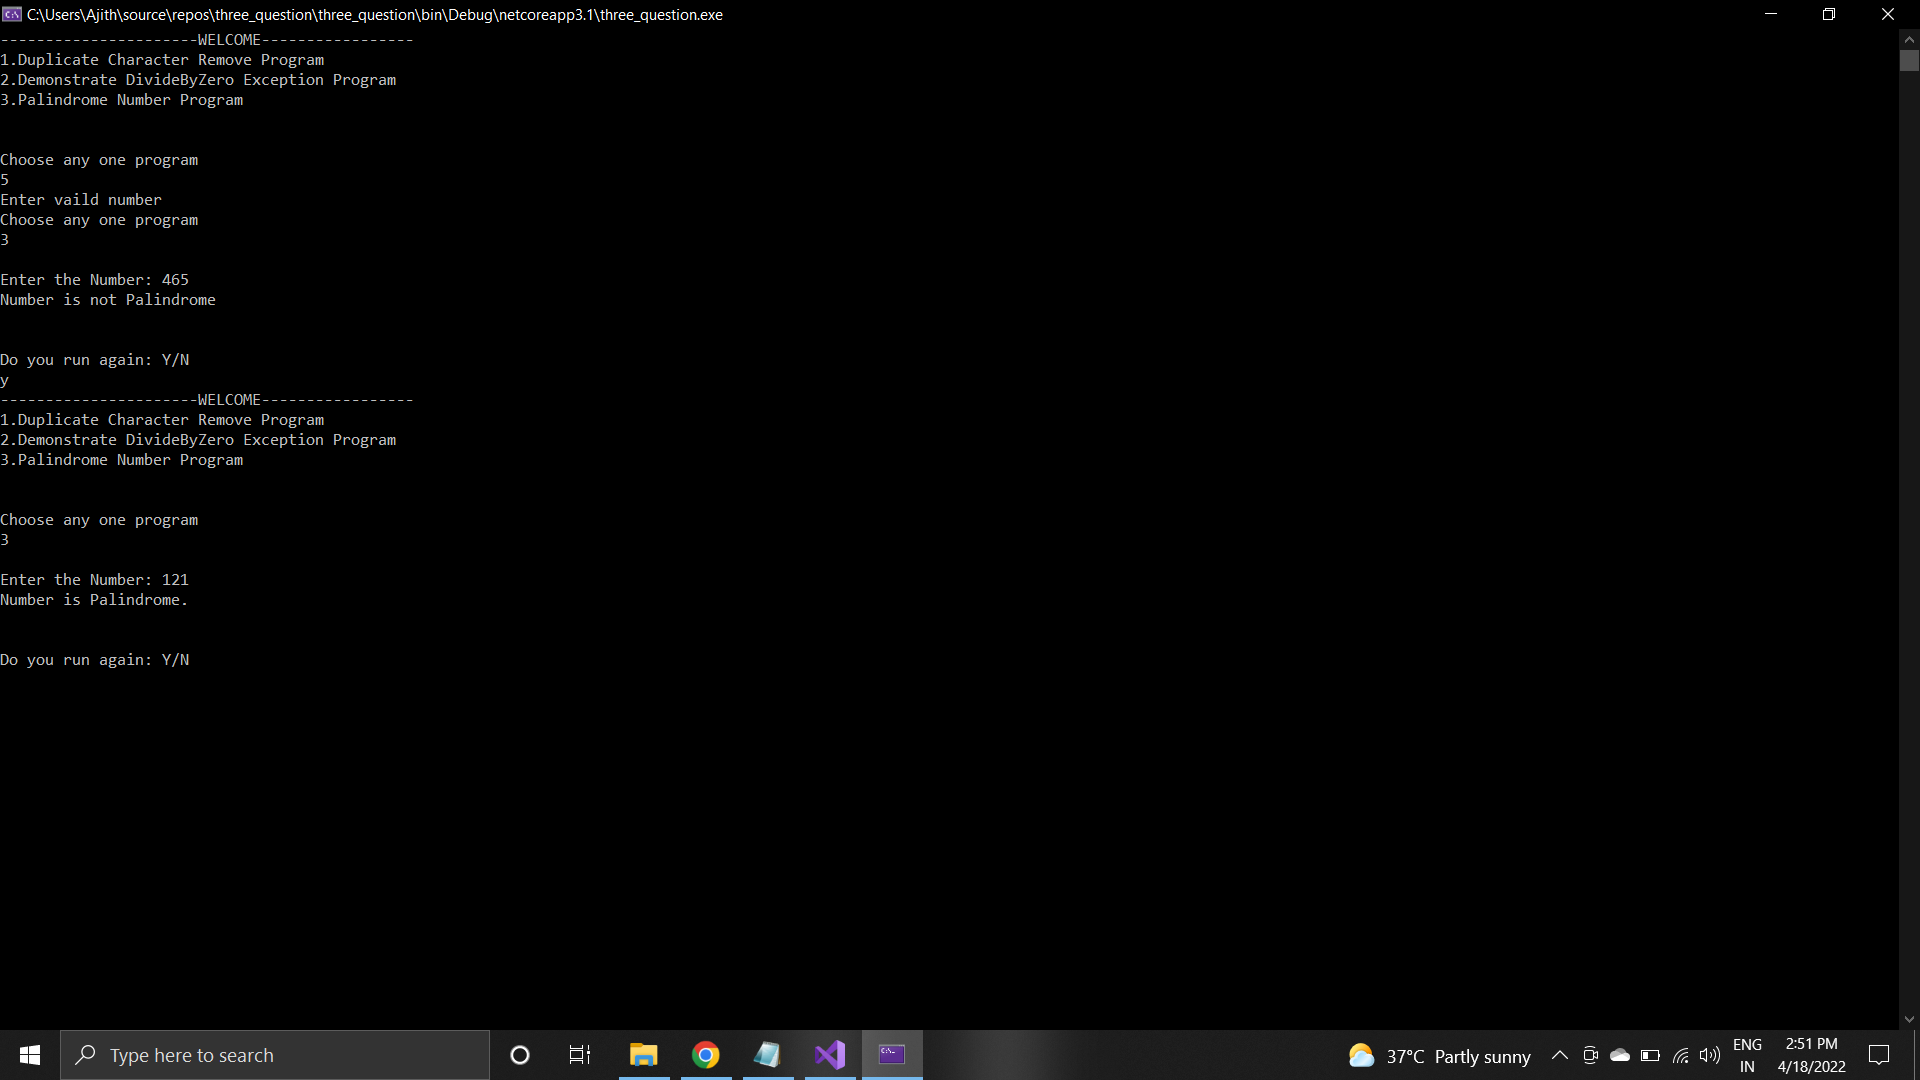 C:\Users\Ajith\source\repos\three_question\three_question\bin\Debug\netcoreapp3.1\three_question.exe
----------------------WELCOME-----------------
1.Duplicate Character Remove Program
2.Demonstrate DivideByZero Exception Program
3.Palindrome Number Program
Choose any one program
5
Enter vaild number
Choose any one program
3
Enter the Number: 465
Number is not Palindrome
Do you run again: Y/N
y
----------------------WELCOME-----------------
1.Duplicate Character Remove Program
2.Demonstrate DivideByZero Exception Program
3.Palindrome Number Program
Choose any one program
3
Enter the Number: 121
Number is Palindrome.
Do you run again: Y/N
Type here to search
37°C Partly sunny
ENG
IN
2:51 PM
4/18/2022